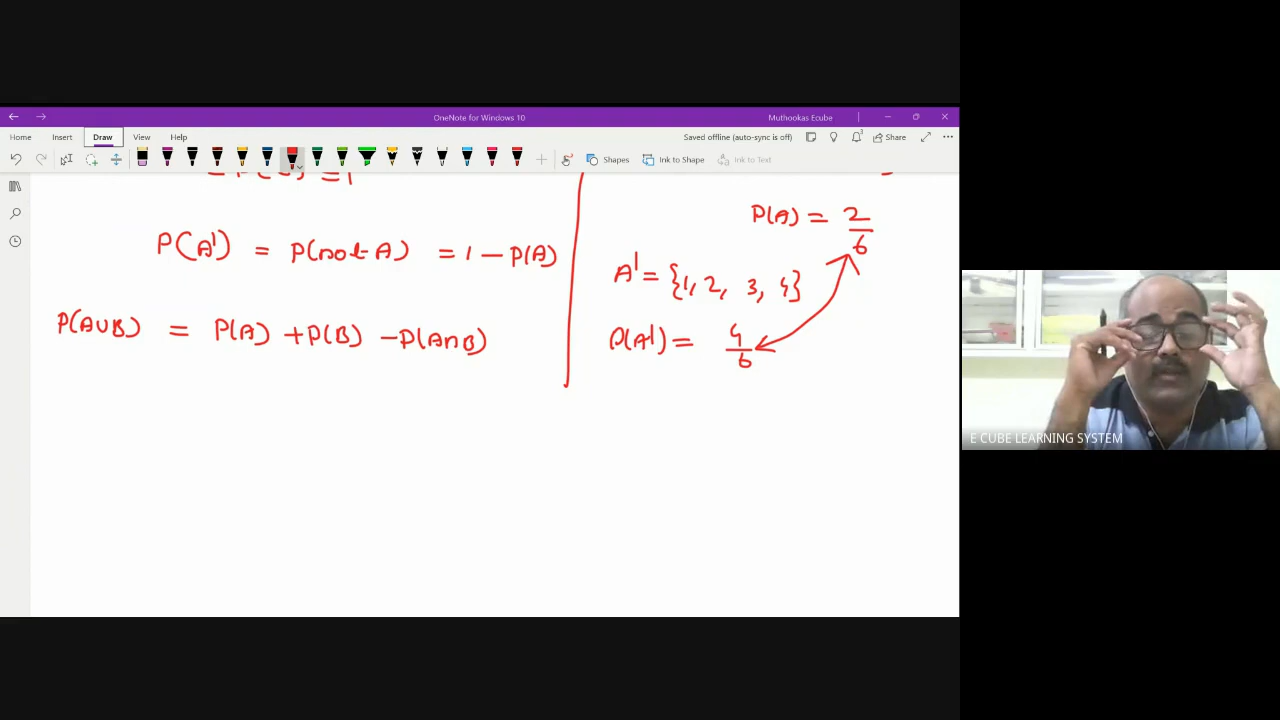 OneNote for Windows 10
Muthookas Ecube
Home Insert Draw View Help
Saved offline (auto-sync is off)
Share
Shapes
Ink to Shape
Ink to Text
P(A') = P(not A) = 1 - P(A)
P(A∪B) = P(A) + P(B) - P(A∩B)
P(A) = 2/6
A' = {1, 2, 3, 4}
P(A') = 4/6
E CUBE LEARNING SYSTEM